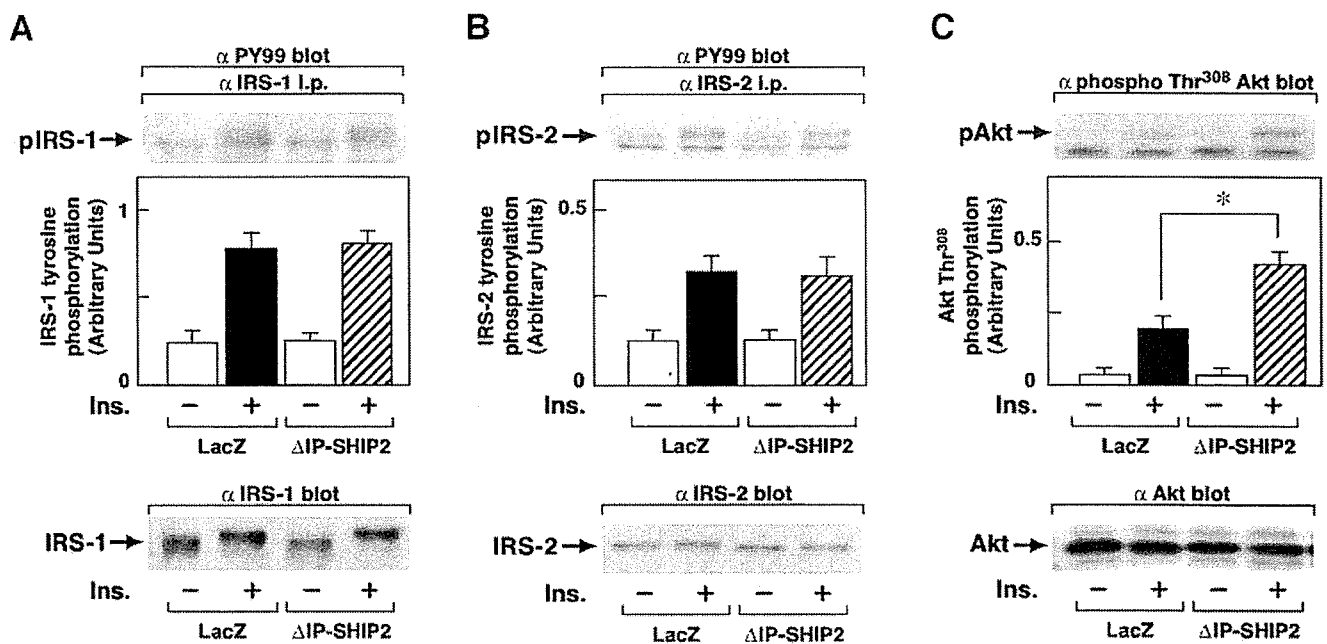 A
α PY99 blot
α IRS-1 I.p.
pIRS-1
IRS-1 tyrosine
phosphorylation
(Arbitrary Units)
1
0
Ins. − + − +
LacZ ΔIP-SHIP2
α IRS-1 blot
IRS-1
Ins. − + − +
LacZ ΔIP-SHIP2
B
α PY99 blot
α IRS-2 I.p.
pIRS-2
IRS-2 tyrosine
phosphorylation
(Arbitrary Units)
0.5
0
Ins. − + − +
LacZ ΔIP-SHIP2
α IRS-2 blot
IRS-2
Ins. − + − +
LacZ ΔIP-SHIP2
C
α phospho Thr³⁰⁸ Akt blot
pAkt
Akt Thr³⁰⁸
phosphorylation
(Arbitrary Units)
0.5
0
*
Ins. − + − +
LacZ ΔIP-SHIP2
α Akt blot
Akt
Ins. − + − +
LacZ ΔIP-SHIP2